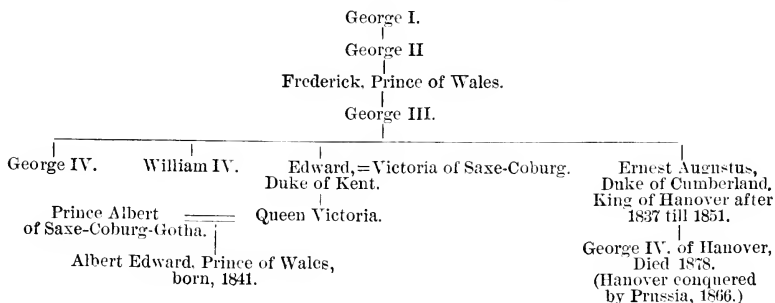 George I.
George II
Frederick, Prince of Wales.
George III.
George IV.
William IV.
Edward, = Victoria of Saxe-Coburg.
Duke of Kent.
Ernest Augustus,
Duke of Cumberland,
King of Hanover after
1837 till 1851.
Prince Albert
of Saxe-Coburg-Gotha.
Queen Victoria.
Albert Edward, Prince of Wales,
born, 1841.
George IV. of Hanover,
Died 1878.
(Hanover conquered
by Prussia, 1866.)